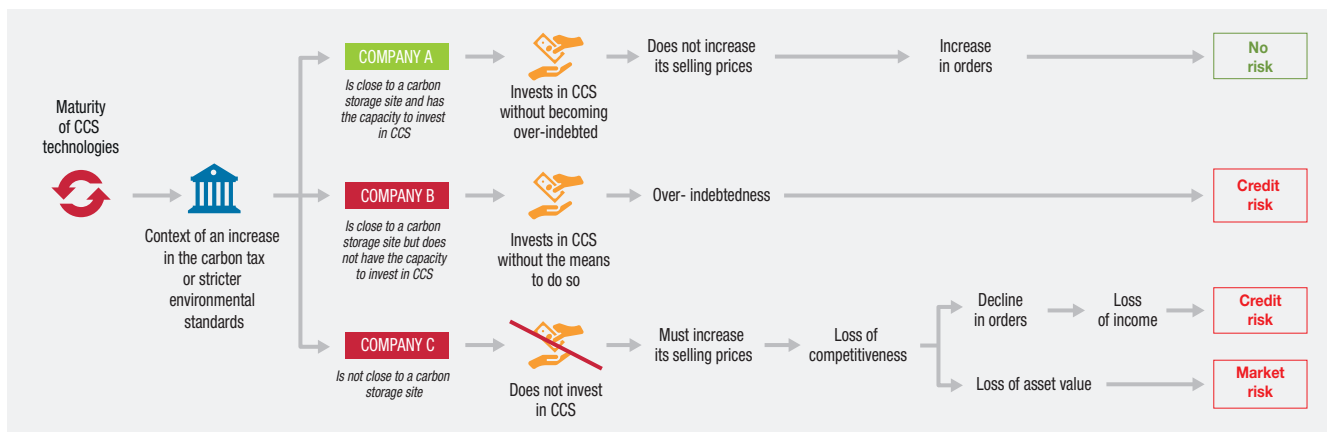 Maturity
of CCS
technologies
Context of an increase
in the carbon tax
or stricter
environmental
standards
COMPANY A
Is close to a carbon
storage site and has
the capacity to invest
in CCS
Invests in CCS
without becoming
over-indebted
Does not increase
its selling prices
Increase
in orders
No
risk
COMPANY B
Is close to a carbon
storage site but does
not have the capacity
to invest in CCS
Invests in CCS
without the means
to do so
Over- indebtedness
Credit
risk
COMPANY C
Is not close to a carbon
storage site
Does not invest
in CCS
Must increase
its selling prices
Loss of
competitiveness
Decline
in orders
Loss
of income
Credit
risk
Loss of asset value
Market
risk